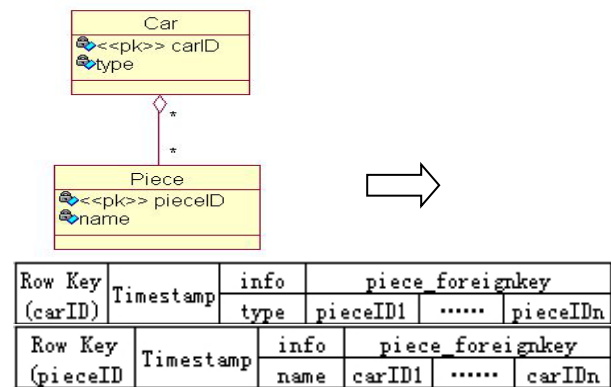 Car
<<pk>> carID
type
*
*
Piece
<<pk>> pieceID
name
Row Key (carID) Timestamp info piece_foreignkey
type pieceID1 ...... pieceIDn
Row Key (pieceID Timestamp info piece_foreignkey
name carID1 ...... carIDn